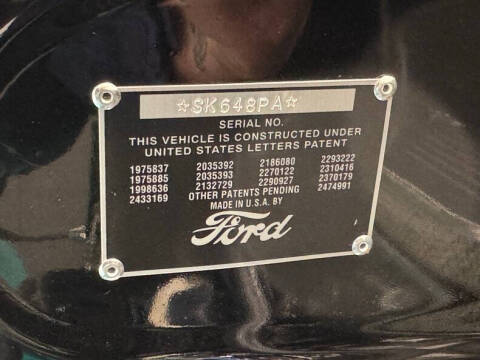 ☆SK648PA☆
SERIAL NO.
THIS VEHICLE IS CONSTRUCTED UNDER
UNITED STATES LETTERS PATENT
1975837 2035392 2186080 2293222
1975885 2035393 2270122 2310416
1998636 2132729 2290927 2370179
2433169 OTHER PATENTS PENDING 2474991
MADE IN U.S.A. BY
Ford